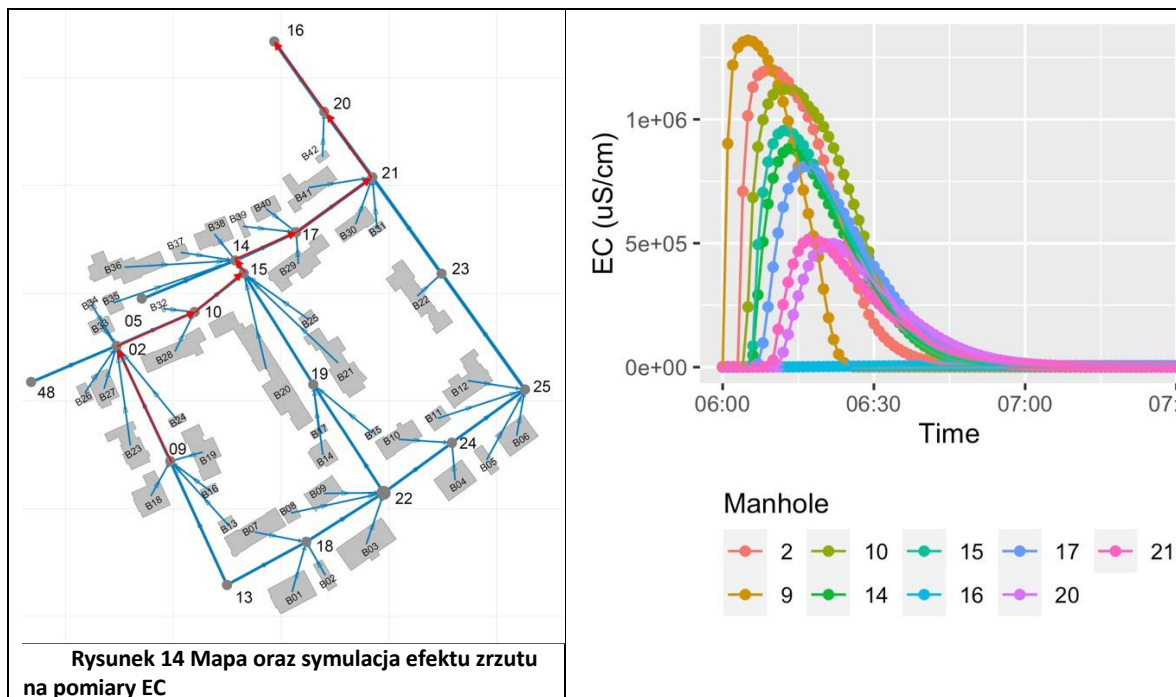 16
20
B42
21
B41
B40
B39
B38
B30
B31
17
B37
14
B36
B29
15
23
B35
B34
B32
B22
05
10
B33
B25
02
B28
B21
B12
19
48
B26
B27
B20
25
B11
B24
B17
B15
B10
B06
09
B23
B19
B14
24
B05
B16
B04
B18
B09
22
B13
B08
B07
B03
18
B02
13
B01
Rysunek 14 Mapa oraz symulacja efektu zrzutu
na pomiary EC
EC (uS/cm)
1e+06
5e+05
0e+00
06:00
06:30
07:00
07:
Time
Manhole
2
10
15
17
21
9
14
16
20